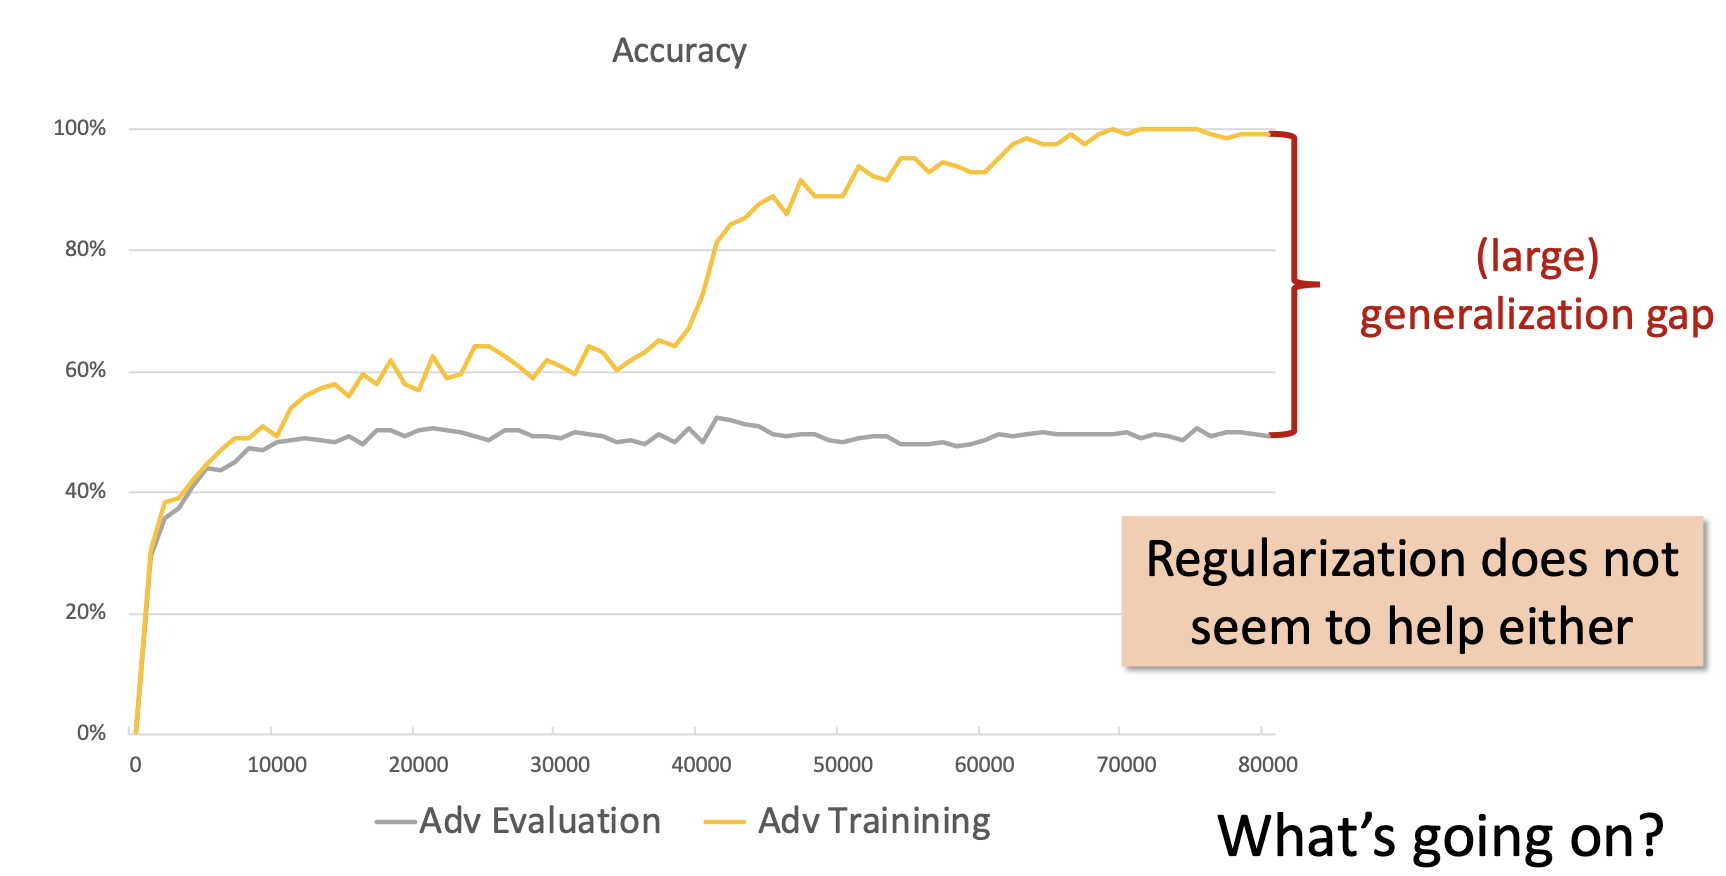 Accuracy
100%
80%
60%
40%
20%
0%
0 10000 20000 30000 40000 50000 60000 70000 80000
Adv Evaluation Adv Trainining
(large)
generalization gap
Regularization does not
seem to help either
What's going on?